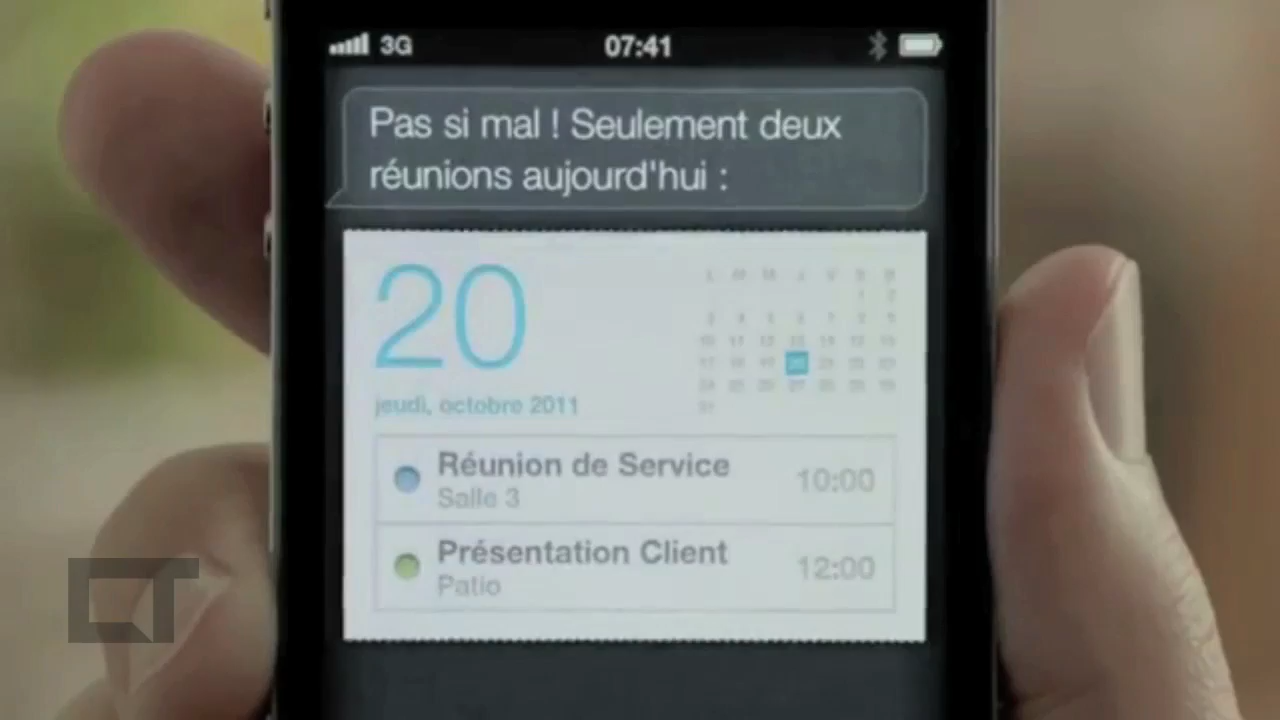 3G 07:41
Pas si mal ! Seulement deux
réunions aujourd'hui :
20
jeudi, octobre 2011
Réunion de Service 10:00
Salle 3
Présentation Client 12:00
Patio
CT